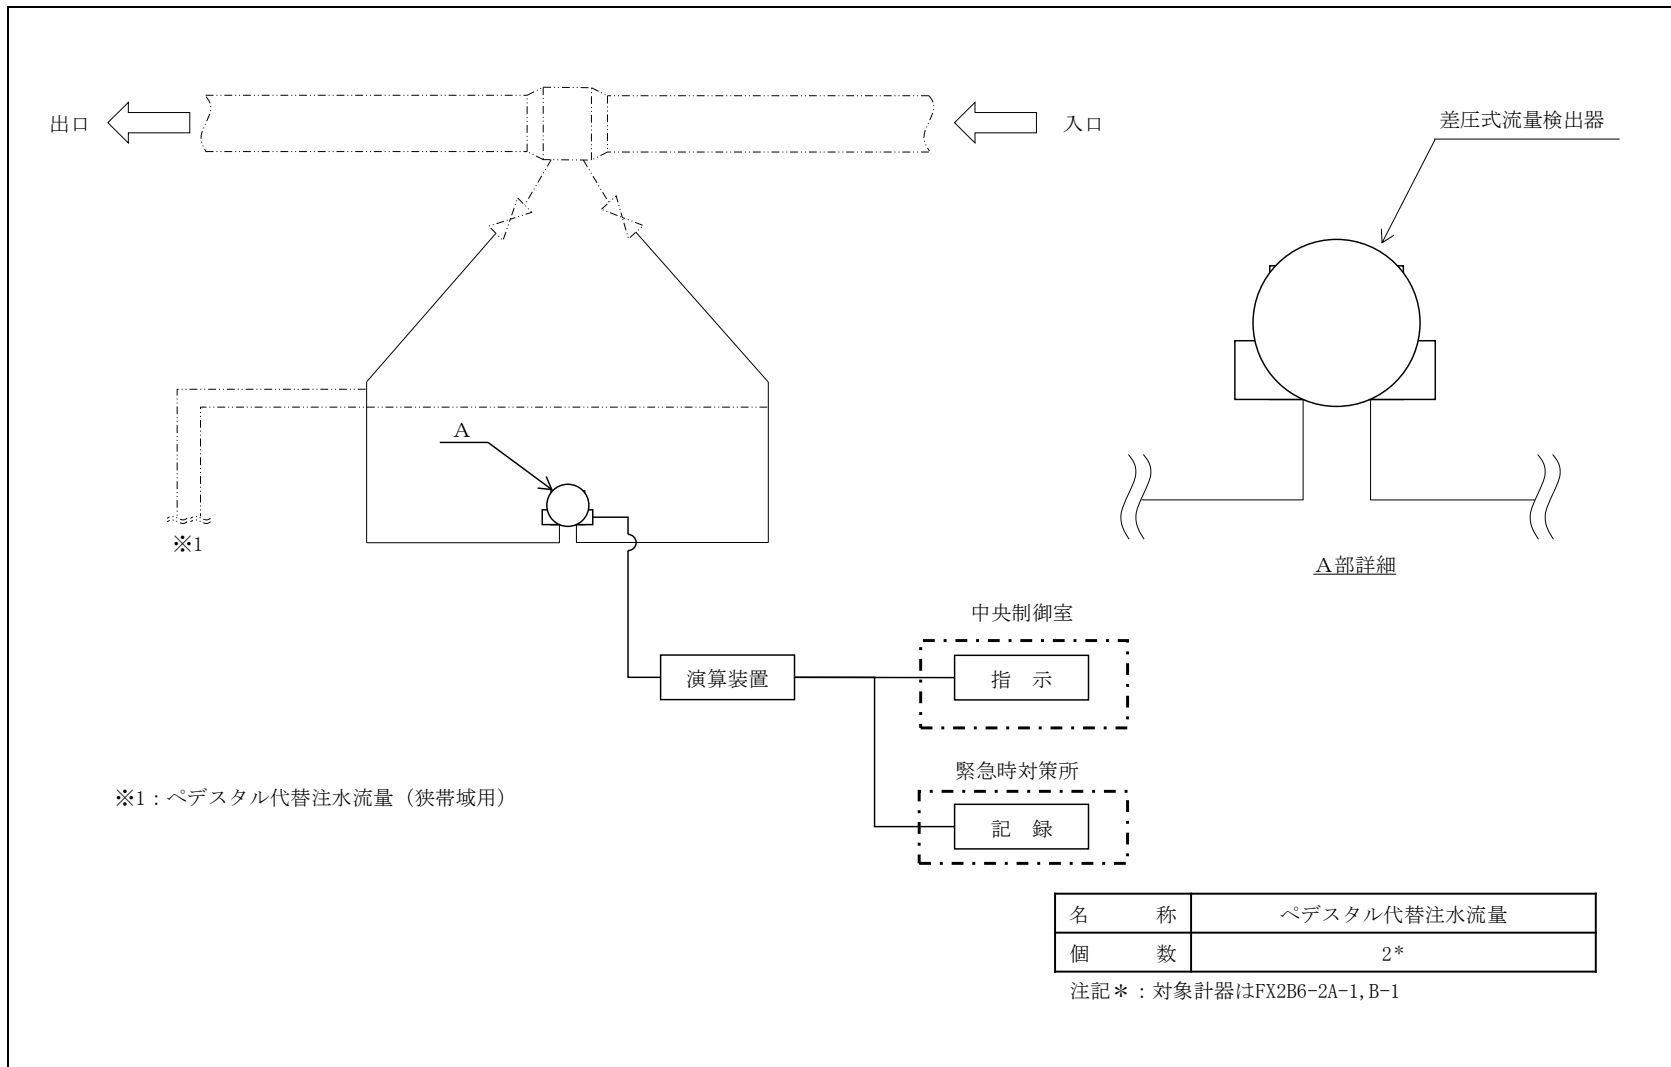 出口
入口
差圧式流量検出器
A
※1
A部詳細
中央制御室
演算装置
指　示
緊急時対策所
記　録
※1：ペデスタル代替注水流量（狭帯域用）
名　　　称　ペデスタル代替注水流量
個　　　数　2*
注記＊：対象計器はFX2B6-2A-1, B-1